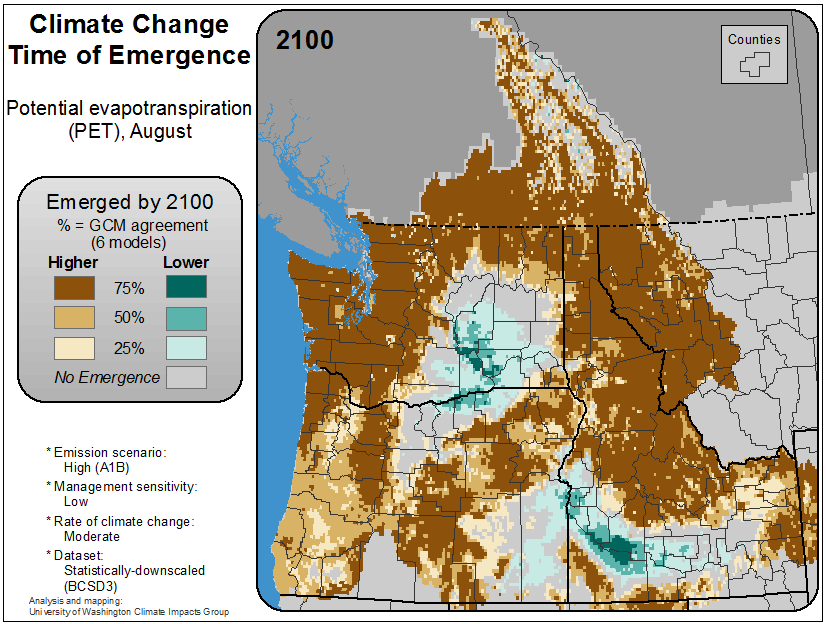 Climate Change
Time of Emergence
Potential evapotranspiration
(PET), August
Emerged by 2100
% = GCM agreement
(6 models)
Higher Lower
75%
50%
25%
No Emergence
* Emission scenario:
High (A1B)
* Management sensitivity:
Low
* Rate of climate change:
Moderate
* Dataset:
Statistically-downscaled
(BCSD3)
Analysis and mapping:
University of Washington Climate Impacts Group
2100
Counties